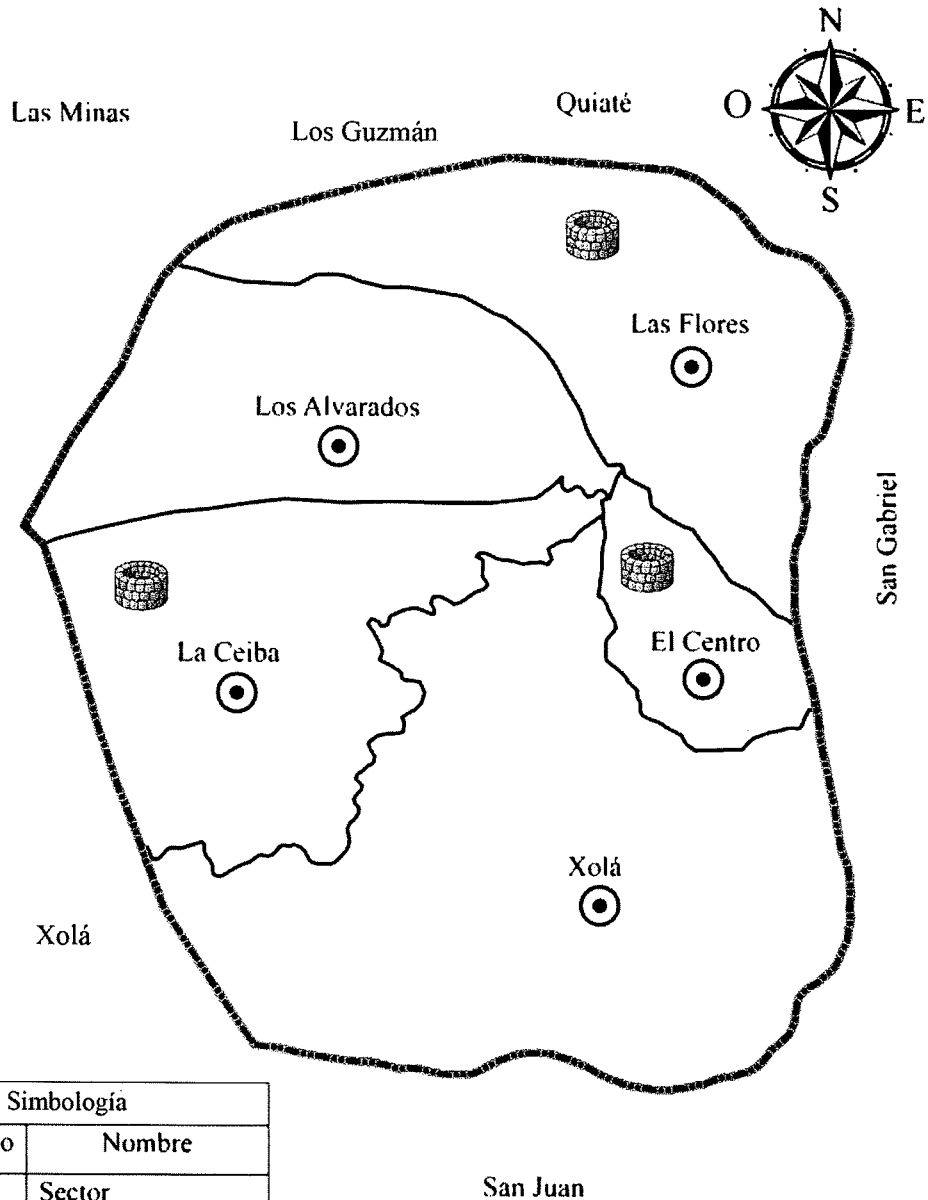 N
Quiaté
Las Minas
O
E
Los Guzmán
S
Las Flores
Los Alvarados
San Gabriel
El Centro
La Ceiba
Xolá
Xolá
Simbología
o
Nombre
Sector
San Juan